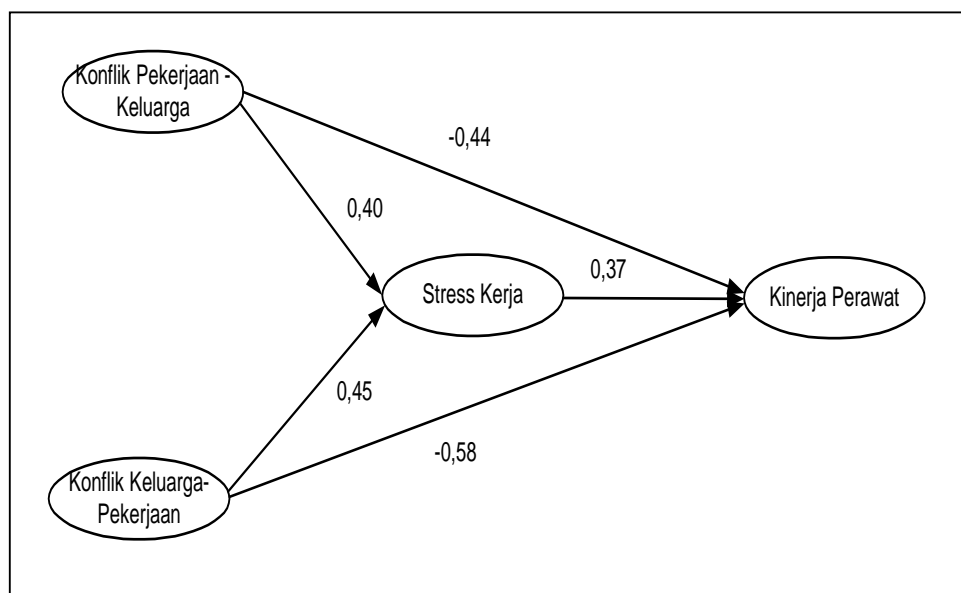 Konflik Pekerjaan -
Keluarga
-0,44
0,40
0,37
Stress Kerja
Kinerja Perawat
0,45
-0,58
Konflik Keluarga-
Pekerjaan